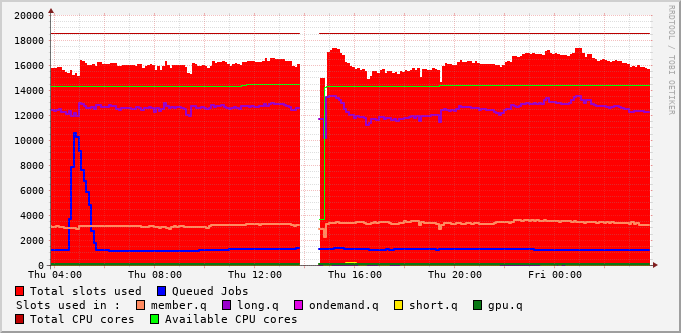 20000
18000
16000
14000
12000
10000
8000
6000
4000
2000
0
Thu 04:00 Thu 08:00 Thu 12:00 Thu 16:00 Thu 20:00 Fri 00:00
RRDTOOL / TOBI OETIKER
Total slots used Queued Jobs
Slots used in : member.q long.q ondemand.q short.q gpu.q
Total CPU cores Available CPU cores